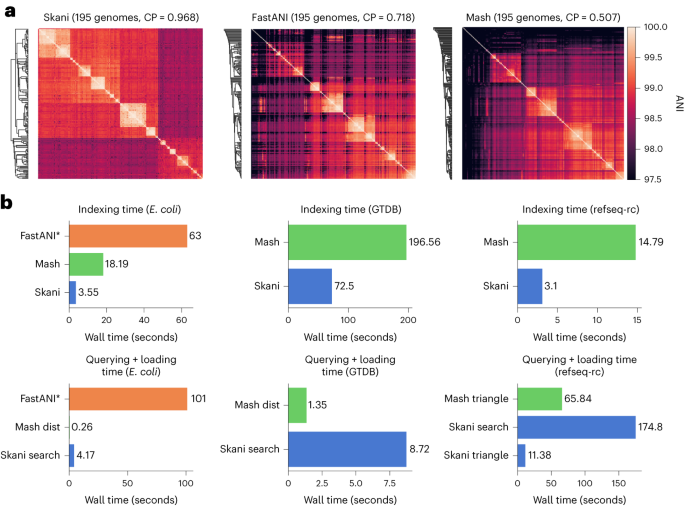 a
Skani (195 genomes, CP = 0.968)
FastANI (195 genomes, CP = 0.718)
Mash (195 genomes, CP = 0.507)
100.0
99.5
99.0
98.5
98.0
97.5
ANI
b
Indexing time (E. coli)
FastANI*
63
Mash
18.19
Skani
3.55
0 20 40 60
Wall time (seconds)
Indexing time (GTDB)
Mash
196.56
Skani
72.5
0 100 200
Wall time (seconds)
Indexing time (refseq-rc)
Mash
14.79
Skani
3.1
0 5 10 15
Wall time (seconds)
Querying + loading
time (E. coli)
FastANI*
101
Mash dist
0.26
Skani search
4.17
0 50 100
Wall time (seconds)
Querying + loading
time (GTDB)
Mash dist
1.35
Skani search
8.72
0 2.5 5.0 7.5
Wall time (seconds)
Querying + loading time
(refseq-rc)
Mash triangle
65.84
Skani search
174.8
Skani triangle
11.38
0 50 100 150
Wall time (seconds)